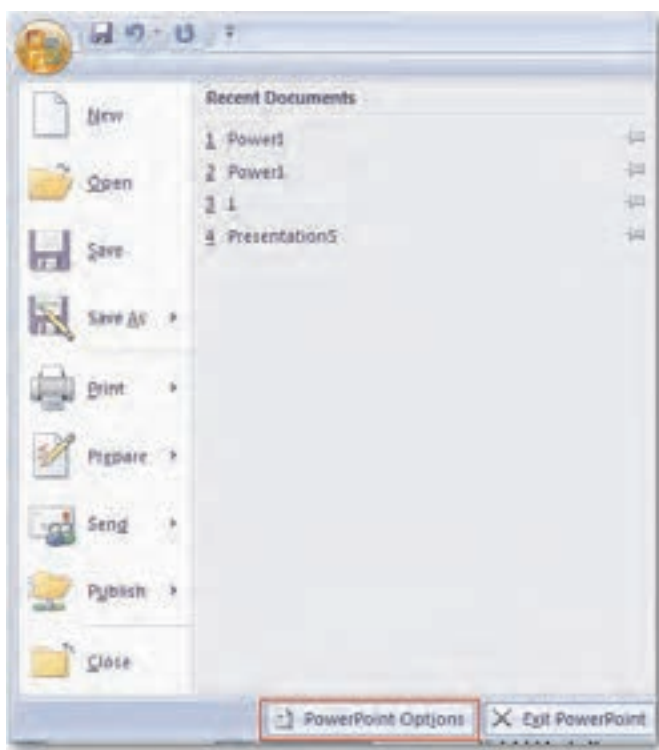 New
Open
Save
Save As
Print
Prepare
Send
Publish
Close
Recent Documents
1 Power1
2 Power1
3 1
4 Presentation5
PowerPoint Options
Exit PowerPoint